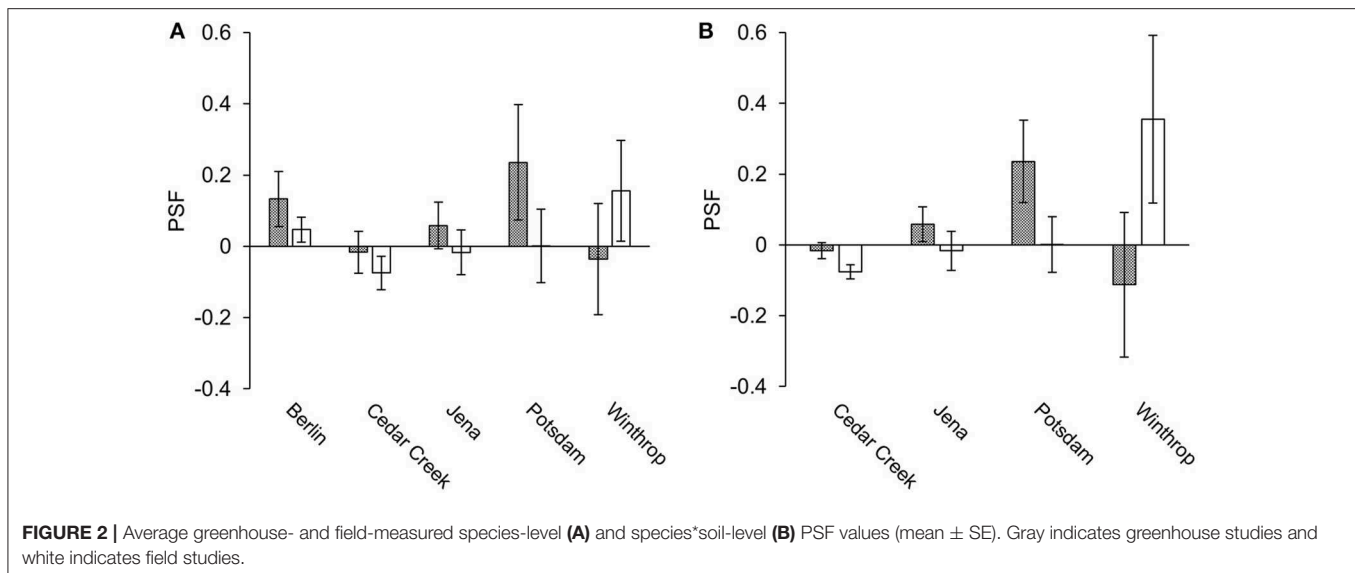 A
B
0.6
0.4
0.2
0
-0.2
-0.4
PSF
Berlin
Cedar Creek
Jena
Potsdam
Winthrop
0.6
0.4
0.2
0
-0.2
-0.4
PSF
Cedar Creek
Jena
Potsdam
Winthrop
FIGURE 2 | Average greenhouse- and field-measured species-level (A) and species*soil-level (B) PSF values (mean ± SE). Gray indicates greenhouse studies and
white indicates field studies.